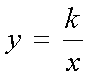 y = k/x